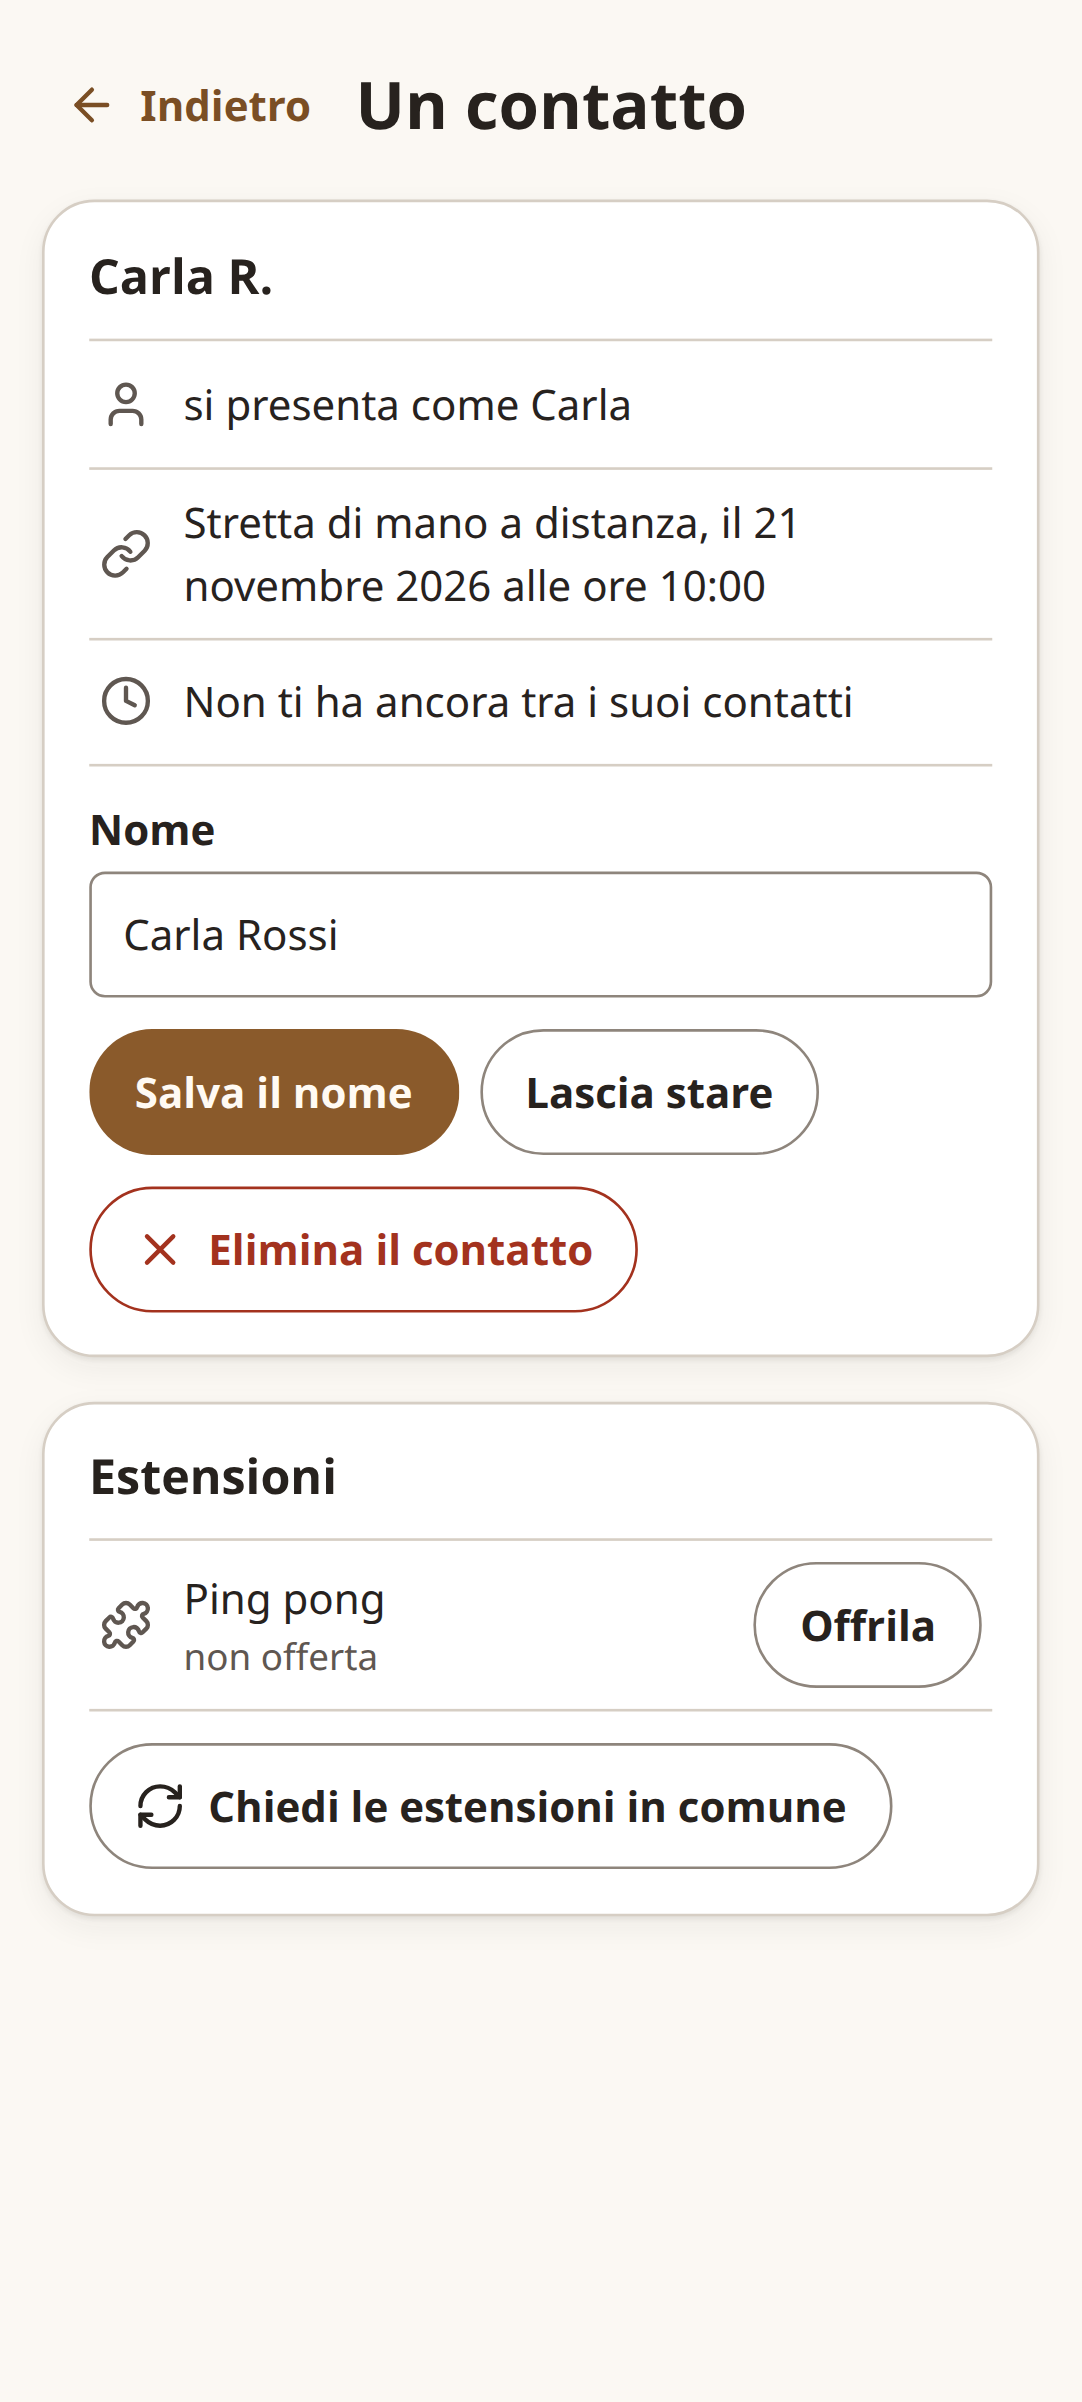 Indietro
Un contatto
Carla R.
si presenta come Carla
Stretta di mano a distanza, il 21
novembre 2026 alle ore 10:00
Non ti ha ancora tra i suoi contatti
Nome
Carla Rossi
Salva il nome
Lascia stare
Elimina il contatto
Estensioni
Ping pong
non offerta
Offrila
Chiedi le estensioni in comune